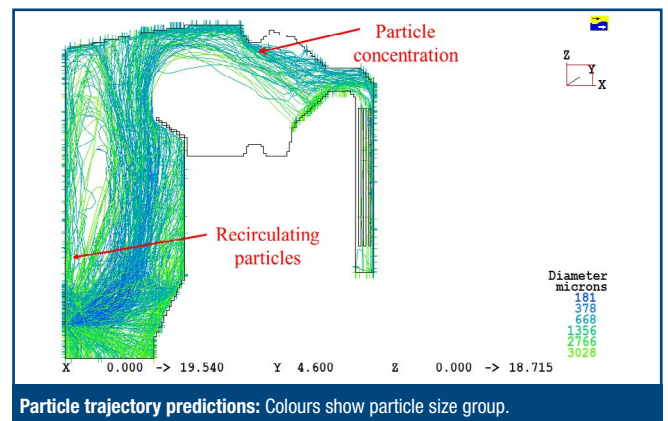 Particle
concentration
Z
Y
X
Recirculating
particles
Diameter
microns
181
378
668
1356
2766
3028
X 0.000 -> 19.540 Y 4.600 Z 0.000 -> 18.715
Particle trajectory predictions: Colours show particle size group.